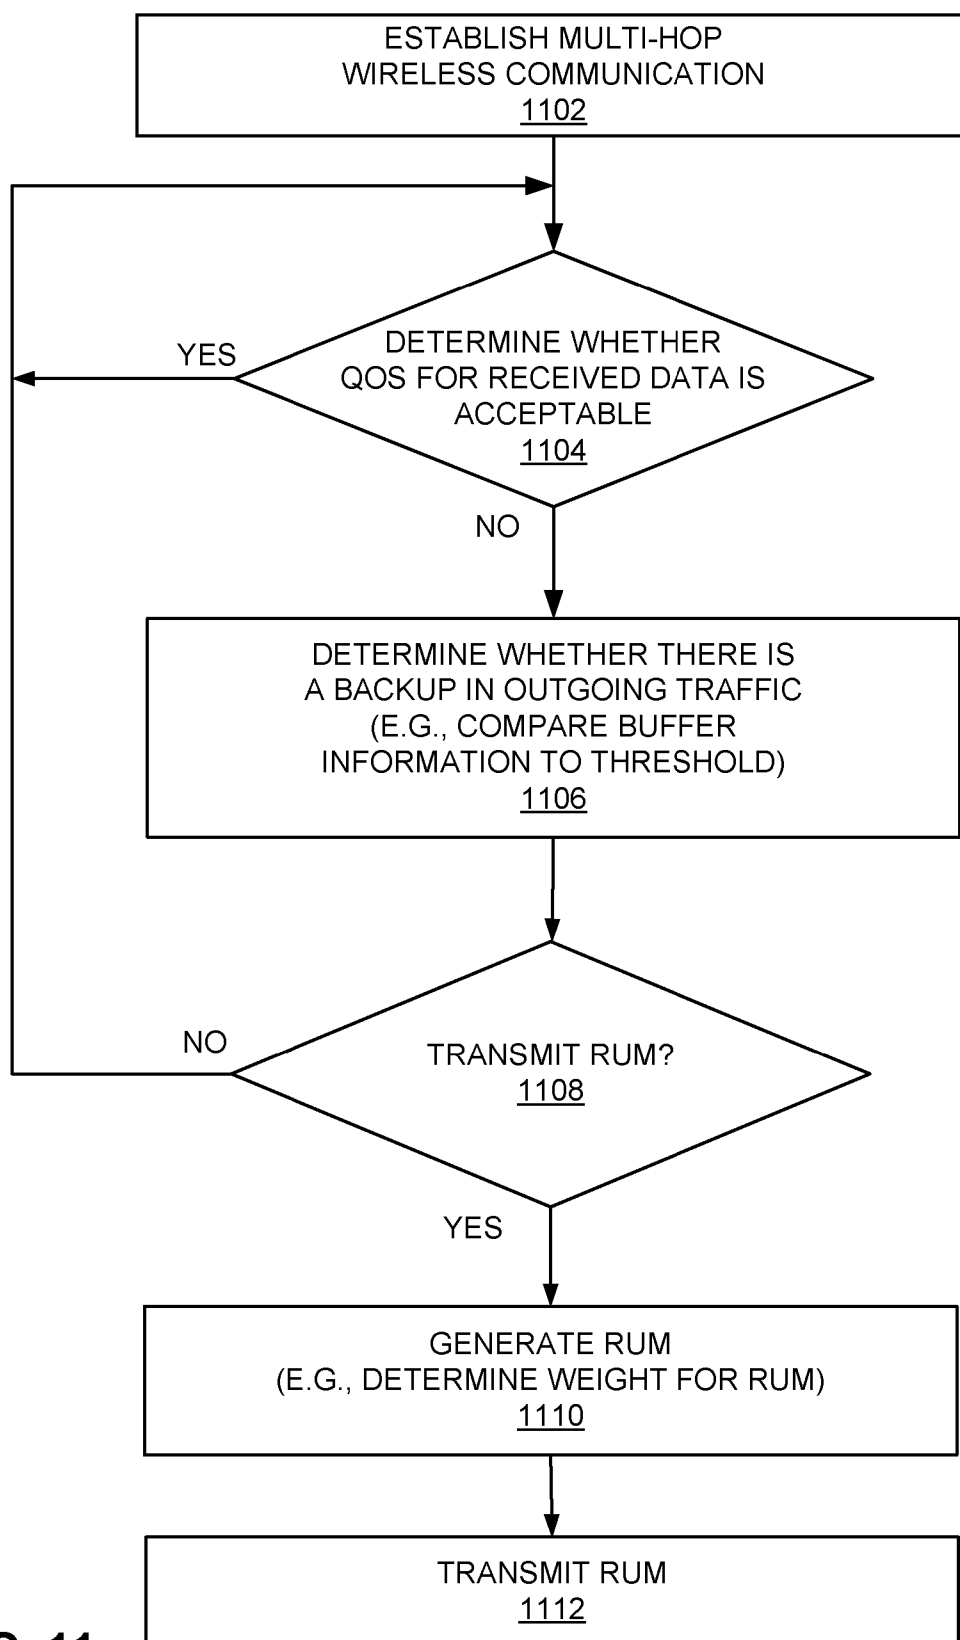 ESTABLISH MULTI-HOP
WIRELESS COMMUNICATION
1102
YES
DETERMINE WHETHER
QOS FOR RECEIVED DATA IS
ACCEPTABLE
1104
NO
DETERMINE WHETHER THERE IS
A BACKUP IN OUTGOING TRAFFIC
(E.G., COMPARE BUFFER
INFORMATION TO THRESHOLD)
1106
NO
TRANSMIT RUM?
1108
YES
GENERATE RUM
(E.G., DETERMINE WEIGHT FOR RUM)
1110
TRANSMIT RUM
1112